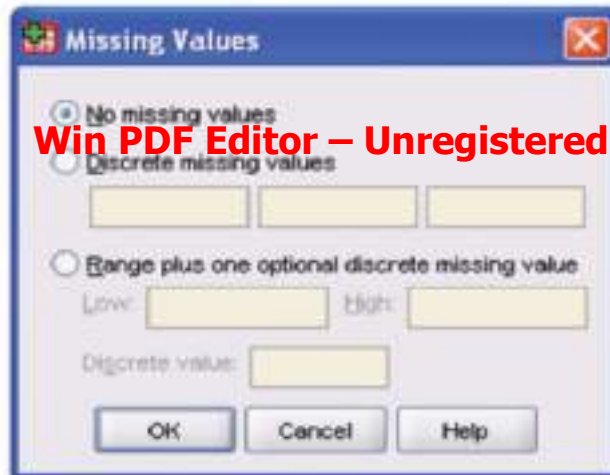 Missing Values
No missing values
Win PDF Editor – Unregistered
Discrete missing values
Range plus one optional discrete missing value
Low: High:
Discrete value:
OK Cancel Help